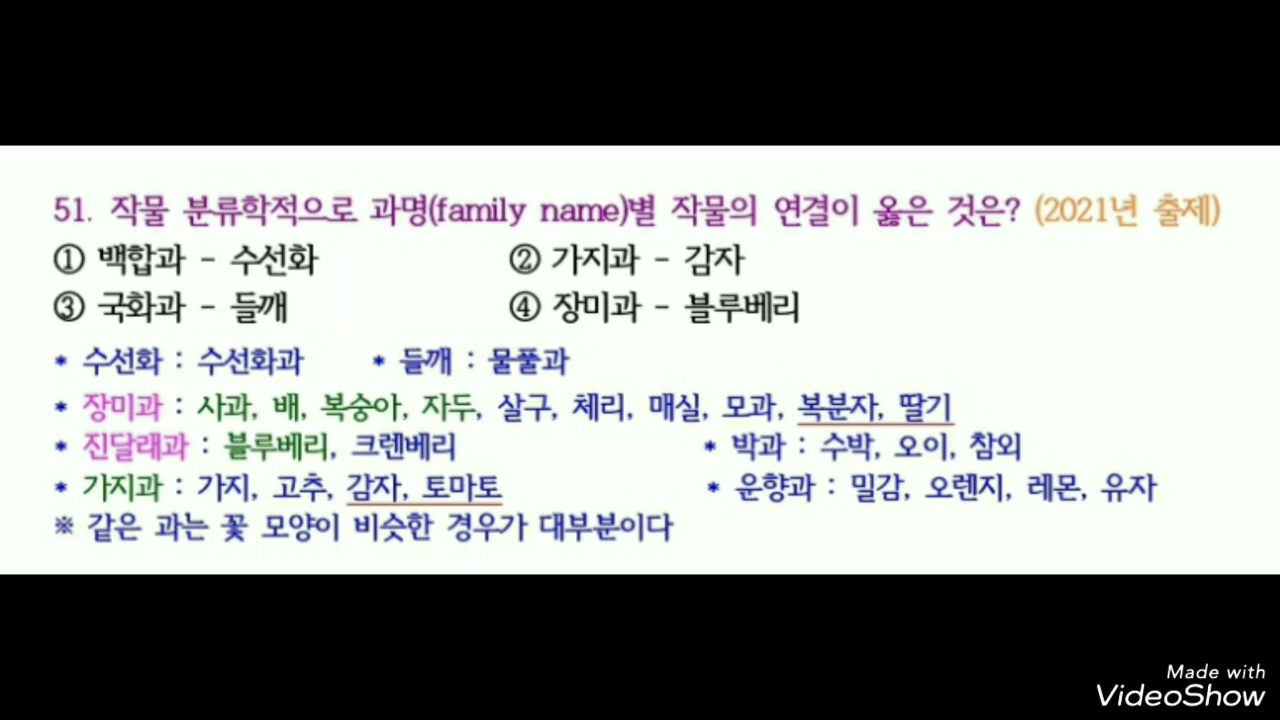 51. 작물 분류학적으로 과명(family name)별 작물의 연결이 옳은 것은? (2021년 출제)
① 백합과 - 수선화 ② 가지과 - 감자
③ 국화과 - 들깨 ④ 장미과 - 블루베리
* 수선화 : 수선화과 * 들깨 : 물풀과
* 장미과 : 사과, 배, 복숭아, 자두, 살구, 체리, 매실, 모과, 복분자, 딸기
* 진달래과 : 블루베리, 크렌베리 * 박과 : 수박, 오이, 참외
* 가지과 : 가지, 고추, 감자, 토마토 * 운향과 : 밀감, 오렌지, 레몬, 유자
※ 같은 과는 꽃 모양이 비슷한 경우가 대부분이다
Made with
VideoShow